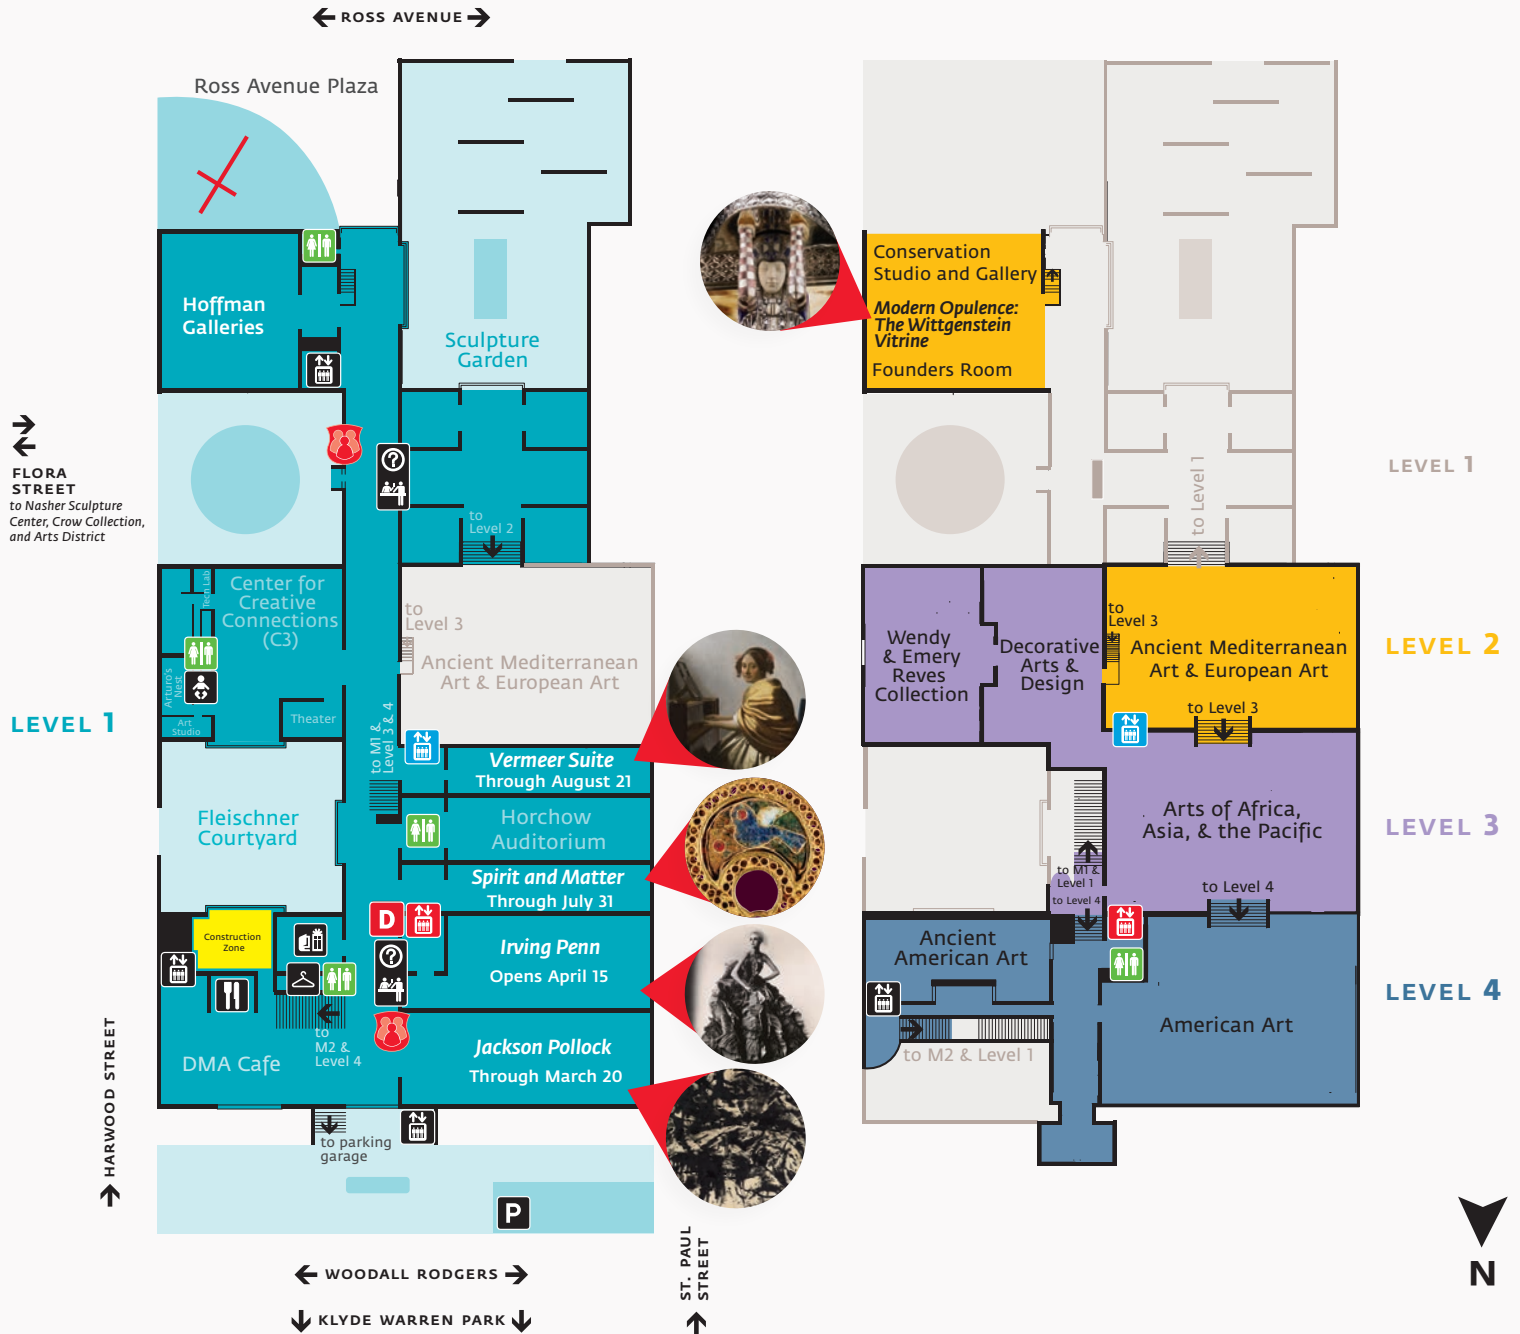 ROSS AVENUE
Ross Avenue Plaza
Hoffman
Galleries
Sculpture
Garden
FLORA
STREET
to Nasher Sculpture
Center, Crow Collection,
and Arts District
?
to
Level 2
Tech Lab
Center for
Creative
Connections
(C3)
to
Level 3
Ancient Mediterranean
Art & European Art
Arturo's
Nest
Art
Studio
Theater
LEVEL 1
to M1 &
Level 3 & 4
Vermeer Suite
Through August 21
Fleischner
Courtyard
Horchow
Auditorium
Spirit and Matter
Through July 31
D
Construction
Zone
?
Irving Penn
Opens April 15
to
M2 &
Level 4
DMA Cafe
Jackson Pollock
Through March 20
to parking
garage
P
HARWOOD STREET
WOODALL RODGERS
KLYDE WARREN PARK
ST. PAUL
STREET
Conservation
Studio and Gallery
Modern Opulence:
The Wittgenstein
Vitrine
Founders Room
to Level 1
LEVEL 1
Wendy
& Emery
Reves
Collection
Decorative
Arts &
Design
to
Level 3
Ancient Mediterranean
Art & European Art
to Level 3
LEVEL 2
Arts of Africa,
Asia, & the Pacific
LEVEL 3
to M1 &
Level 1
to Level 4
to Level 4
Ancient
American Art
American Art
LEVEL 4
to M2 & Level 1
N